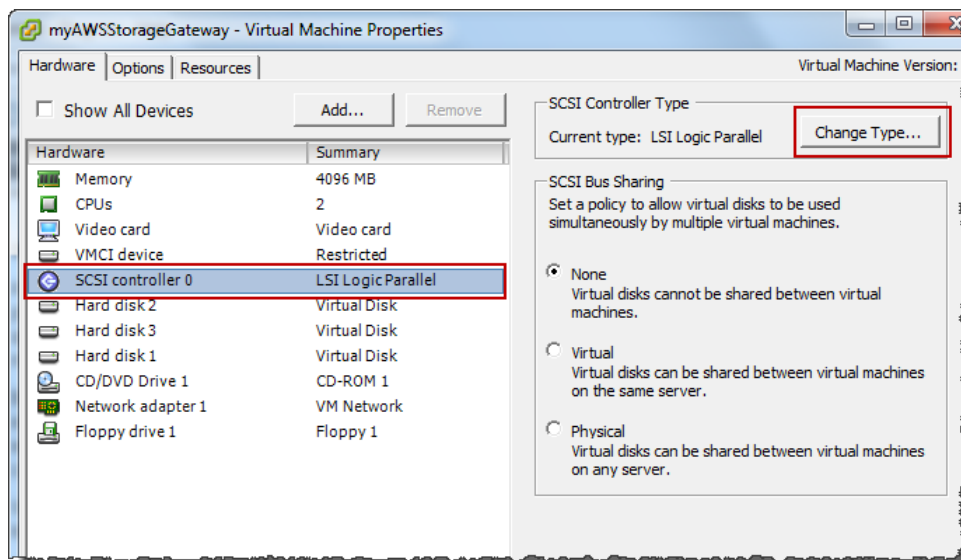 myAWSStorageGateway - Virtual Machine Properties
Hardware Options Resources
Virtual Machine Version:
Show All Devices
Add...
Remove
Hardware Summary
Memory 4096 MB
CPUs 2
Video card Video card
VMCI device Restricted
SCSI controller 0 LSI Logic Parallel
Hard disk 2 Virtual Disk
Hard disk 3 Virtual Disk
Hard disk 1 Virtual Disk
CD/DVD Drive 1 CD-ROM 1
Network adapter 1 VM Network
Floppy drive 1 Floppy 1
SCSI Controller Type
Current type: LSI Logic Parallel
Change Type...
SCSI Bus Sharing
Set a policy to allow virtual disks to be used
simultaneously by multiple virtual machines.
None
Virtual disks cannot be shared between virtual
machines.
Virtual
Virtual disks can be shared between virtual machines
on the same server.
Physical
Virtual disks can be shared between virtual machines
on any server.